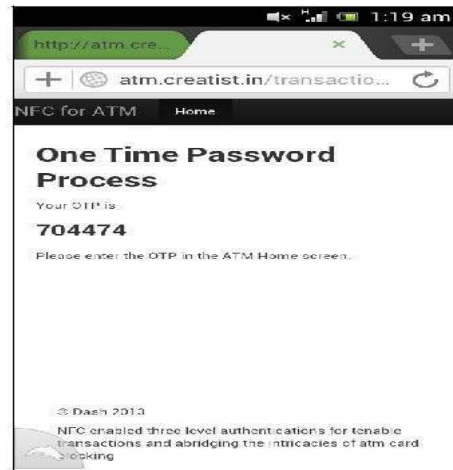 H 1:19 am
http://atm.cre...
atm.creatist.in/transactio...
NFC for ATM Home
One Time Password
Process
Your OTP is
704474
Please enter the OTP in the ATM Home screen.
© Dash 2013
NFC enabled three level authentications for tenable
transactions and abridging the intricacies of atm card
blocking